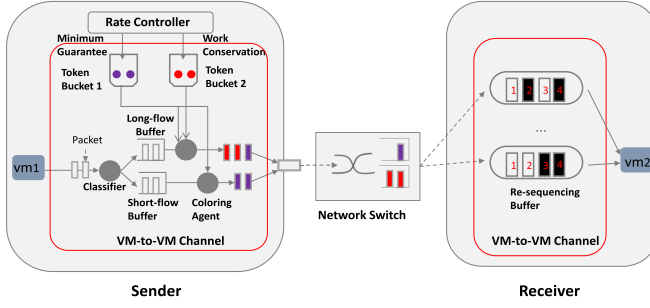 Rate Controller
Minimum
Guarantee
Work
Conservation
Token
Bucket 1
Token
Bucket 2
Long-flow
Buffer
Packet
vm1
Classifier
Short-flow
Buffer
Coloring
Agent
VM-to-VM Channel
Sender
Network Switch
1 2 3 4
...
1 2 3 4
Re-sequencing
Buffer
vm2
VM-to-VM Channel
Receiver